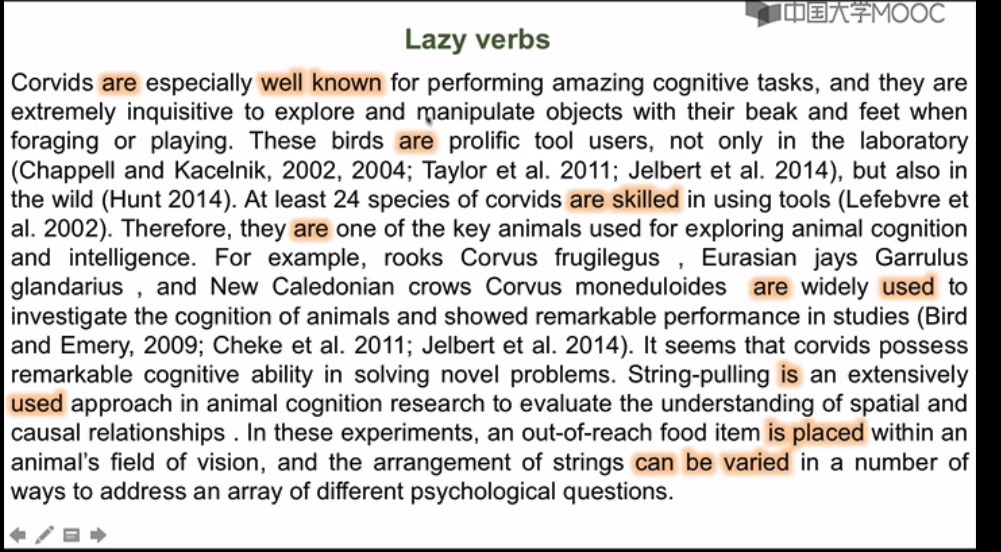 中国大学MOOC
Lazy verbs
Corvids are especially well known for performing amazing cognitive tasks, and they are
extremely inquisitive to explore and manipulate objects with their beak and feet when
foraging or playing. These birds are prolific tool users, not only in the laboratory
(Chappell and Kacelnik, 2002, 2004; Taylor et al. 2011; Jelbert et al. 2014), but also in
the wild (Hunt 2014). At least 24 species of corvids are skilled in using tools (Lefebvre et
al. 2002). Therefore, they are one of the key animals used for exploring animal cognition
and intelligence. For example, rooks Corvus frugilegus , Eurasian jays Garrulus
glandarius , and New Caledonian crows Corvus moneduloides are widely used to
investigate the cognition of animals and showed remarkable performance in studies (Bird
and Emery, 2009; Cheke et al. 2011; Jelbert et al. 2014). It seems that corvids possess
remarkable cognitive ability in solving novel problems. String-pulling is an extensively
used approach in animal cognition research to evaluate the understanding of spatial and
causal relationships . In these experiments, an out-of-reach food item is placed within an
animal's field of vision, and the arrangement of strings can be varied in a number of
ways to address an array of different psychological questions.